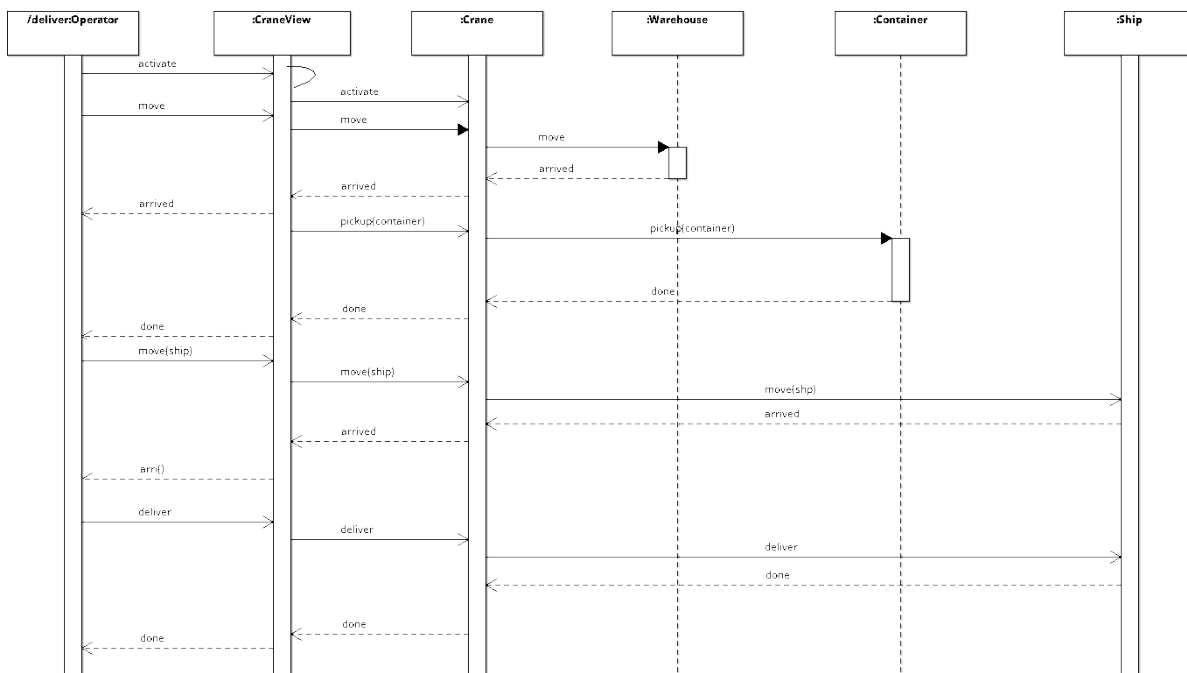 /deliver:Operator
:CraneView
:Crane
:Warehouse
:Container
:Ship
activate
activate
move
move
move
arrived
arrived
arrived
pickup(container)
pickup(container)
done
done
done
move(ship)
move(ship)
move(shp)
arrived
arrived
arri()
deliver
deliver
deliver
done
done
done